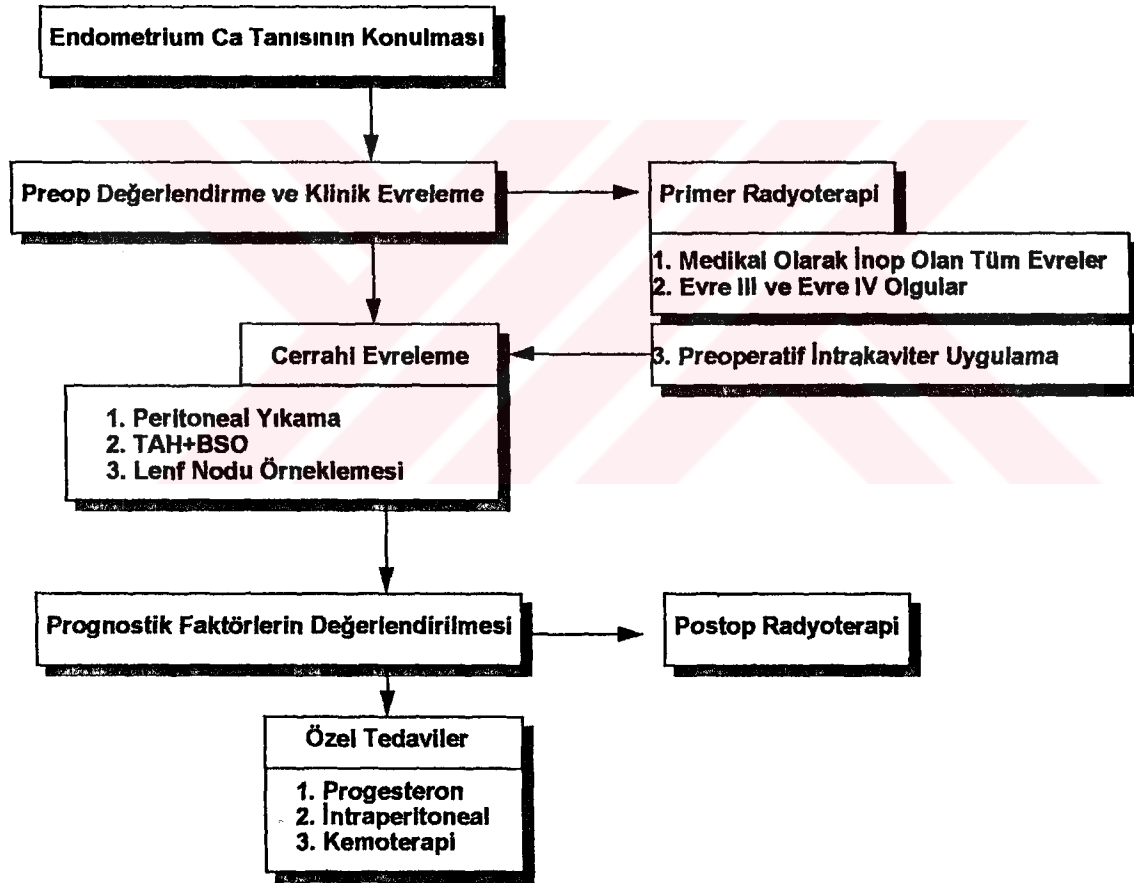 Endometrium Ca Tanısının Konulması
Preop Değerlendirme ve Klinik Evreleme
Primer Radyoterapi
1. Medikal Olarak İnop Olan Tüm Evreler
2. Evre III ve Evre IV Olgular
3. Preoperatif İntrakaviter Uygulama
Cerrahi Evreleme
1. Peritoneal Yıkama
2. TAH+BSO
3. Lenf Nodu Örneklemesi
Prognostik Faktörlerin Değerlendirilmesi
Postop Radyoterapi
Özel Tedaviler
1. Progesteron
2. İntraperitoneal
3. Kemoterapi